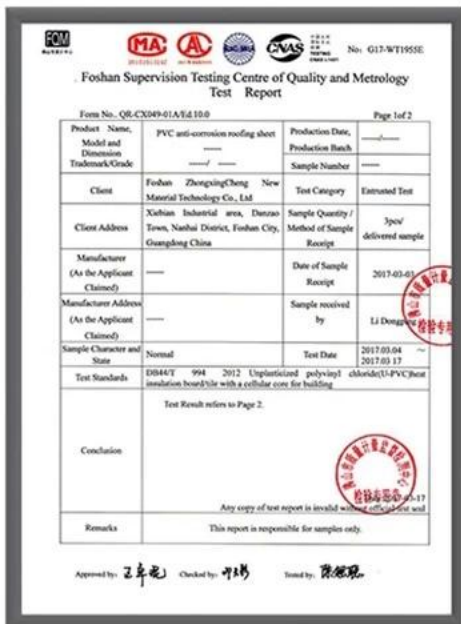 FQM
MA
AL
CNAS
TESTING
No: G17-WT1955E
Foshan Supervision Testing Centre of Quality and Metrology
Test Report
Form No.. QR-CX049-01A/Ed.10.0
Page 1of 2
Product Name, Model and Dimension Trademark/Grade
PVC anti-corrosion roofing sheet
-----
-----/ -----
Production Date, Production Batch
----/----
Sample Number
-----
Client
Foshan ZhongxingCheng New Material Technology Co., Ltd
Test Category
Entrusted Test
Client Address
Xiebian Industrial area, Danzao Town, Nanhai District, Foshan City, Guangdong China
Sample Quantity / Method of Sample Receipt
3pcs/ delivered sample
Manufacturer (As the Applicant Claimed)
-----
Date of Sample Receipt
2017-03-03
Manufacturer Address (As the Applicant Claimed)
-----
Sample received by
Li Dongping
Sample Character and State
Normal
Test Date
2017.03.04 ~ 2017 03 17
Test Standards
DB44/T 994 2012 Unplasticized polyvinyl chloride(U-PVC)heat insulation board/tile with a cellular core for building
Conclusion
Test Result refers to Page 2.
-03-17
Any copy of test report is invalid without official test seal
Remarks
This report is responsible for samples only.
Approved by:
Checked by:
Tested by: